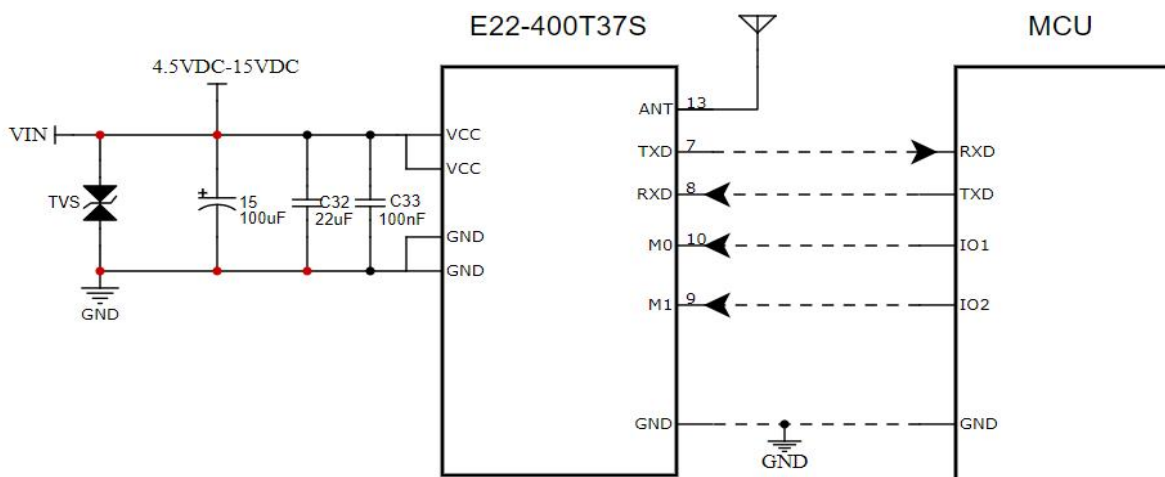 E22-400T37S
MCU
4.5VDC-15VDC
ANT 13
VIN
VCC
TXD 7
RXD
VCC
TVS
+
15
100uF
C32
22uF
C33
100nF
RXD 8
TXD
GND
M0 10
IO1
GND
GND
M1 9
IO2
GND
GND
GND